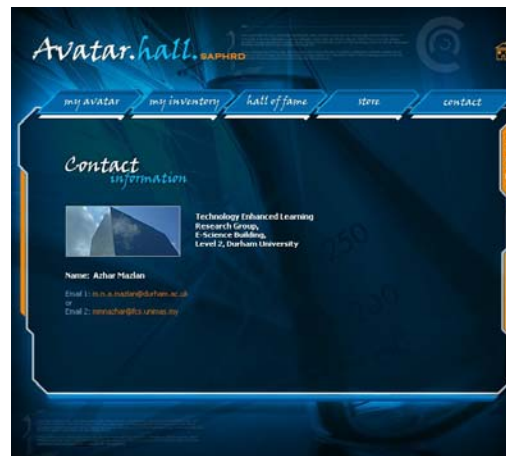 Avatar.hall.SAPHRD
my avatar my inventory hall of fame store contact
Contact
information
Technology Enhanced Learning
Research Group,
E-Science Building,
Level 2, Durham University
Name: Azhar Mazlan
Email 1: m.n.a.mazlan@durham.ac.uk
or
Email 2: mnnazhar@fcs.unimas.my